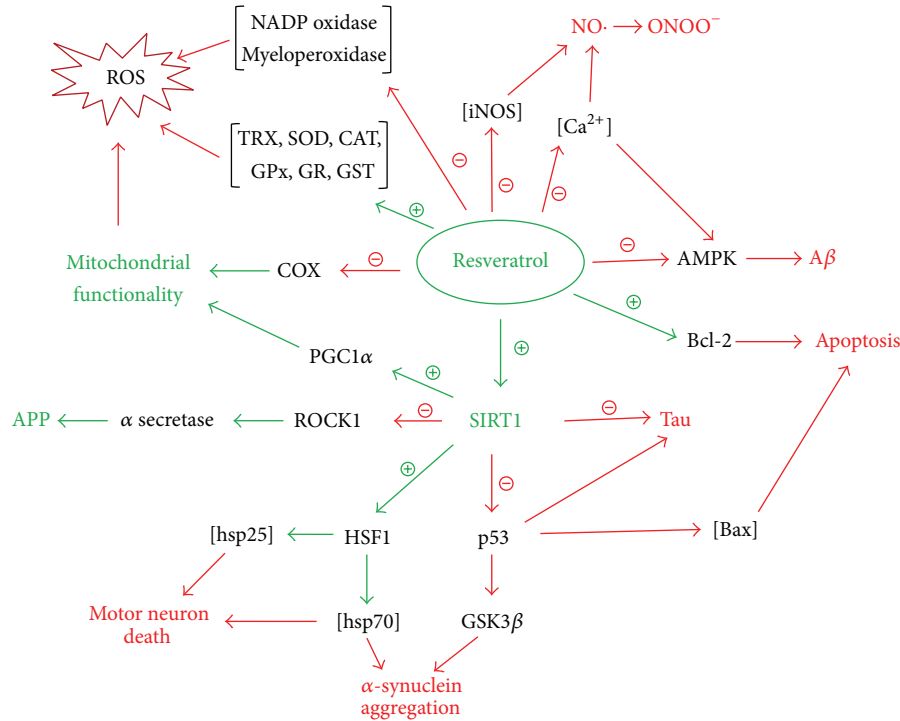 NADP oxidase
Myeloperoxidase
NO· ONOO⁻
ROS
[iNOS]
[Ca²⁺]
TRX, SOD, CAT,
GPx, GR, GST
⊖ ⊖ ⊖
⊕
Mitochondrial
functionality
COX
⊖
Resveratrol
⊖
AMPK
Aβ
⊕
Bcl-2
Apoptosis
⊕
PGC1α
⊕
APP
α secretase
ROCK1
⊖
SIRT1
⊖
Tau
⊕
⊖
[hsp25]
HSF1
p53
[Bax]
Motor neuron
death
[hsp70]
GSK3β
α-synuclein
aggregation